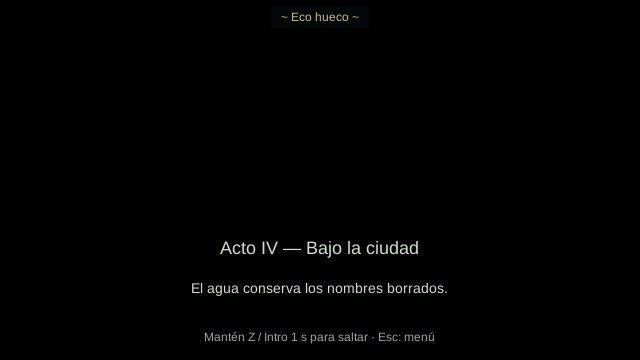 ~ Eco hueco ~
Acto IV — Bajo la ciudad
El agua conserva los nombres borrados.
Mantén Z / Intro 1 s para saltar · Esc: menú